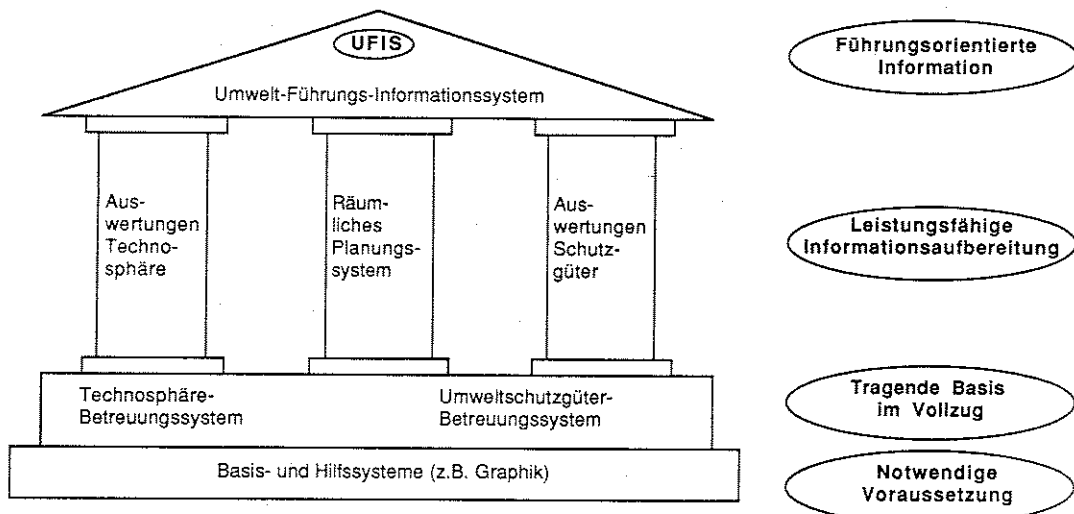 UFIS
Umwelt-Führungs-Informationssystem
Führungsorientierte
Information
Aus-
wertungen
Techno-
sphäre
Räum-
liches
Planungs-
system
Aus-
wertungen
Schutz-
güter
Leistungsfähige
Informationsaufbereitung
Technosphäre-
Betreuungssystem
Umweltschutzgüter-
Betreuungssystem
Tragende Basis
im Vollzug
Basis- und Hilfssysteme (z.B. Graphik)
Notwendige
Voraussetzung